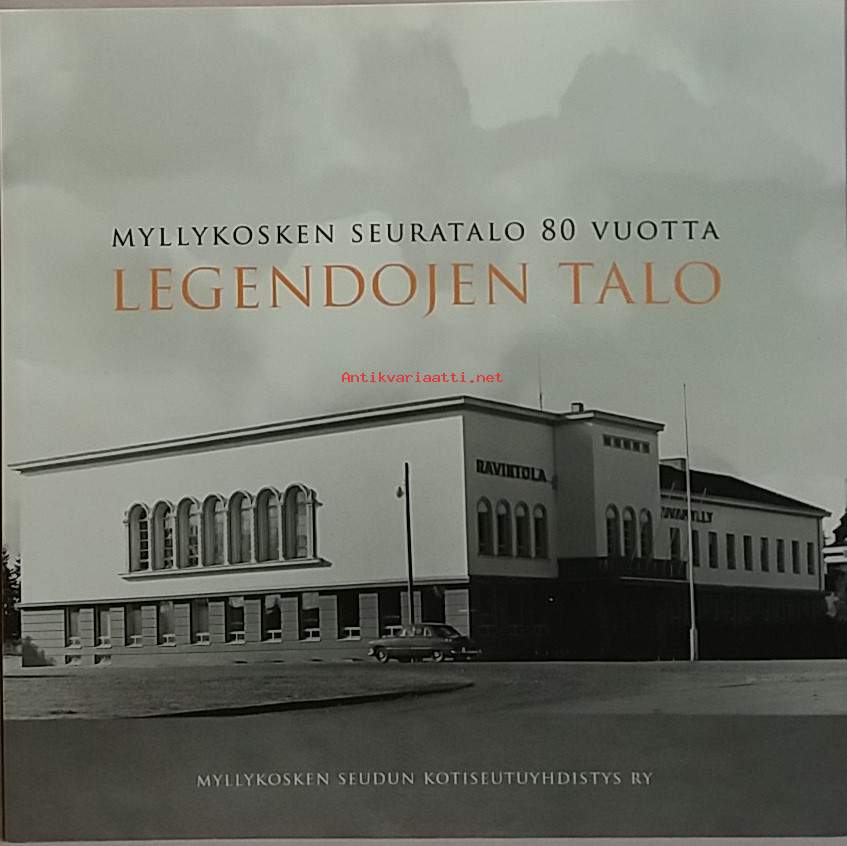 MYLLYKOSKEN SEURATALO 80 VUOTTA
LEGENDOJEN TALO
Antikvariaatti.net
RAVINTOLA
MYLLYKOSKEN SEUDUN KOTISEUTUYHDISTYS RY